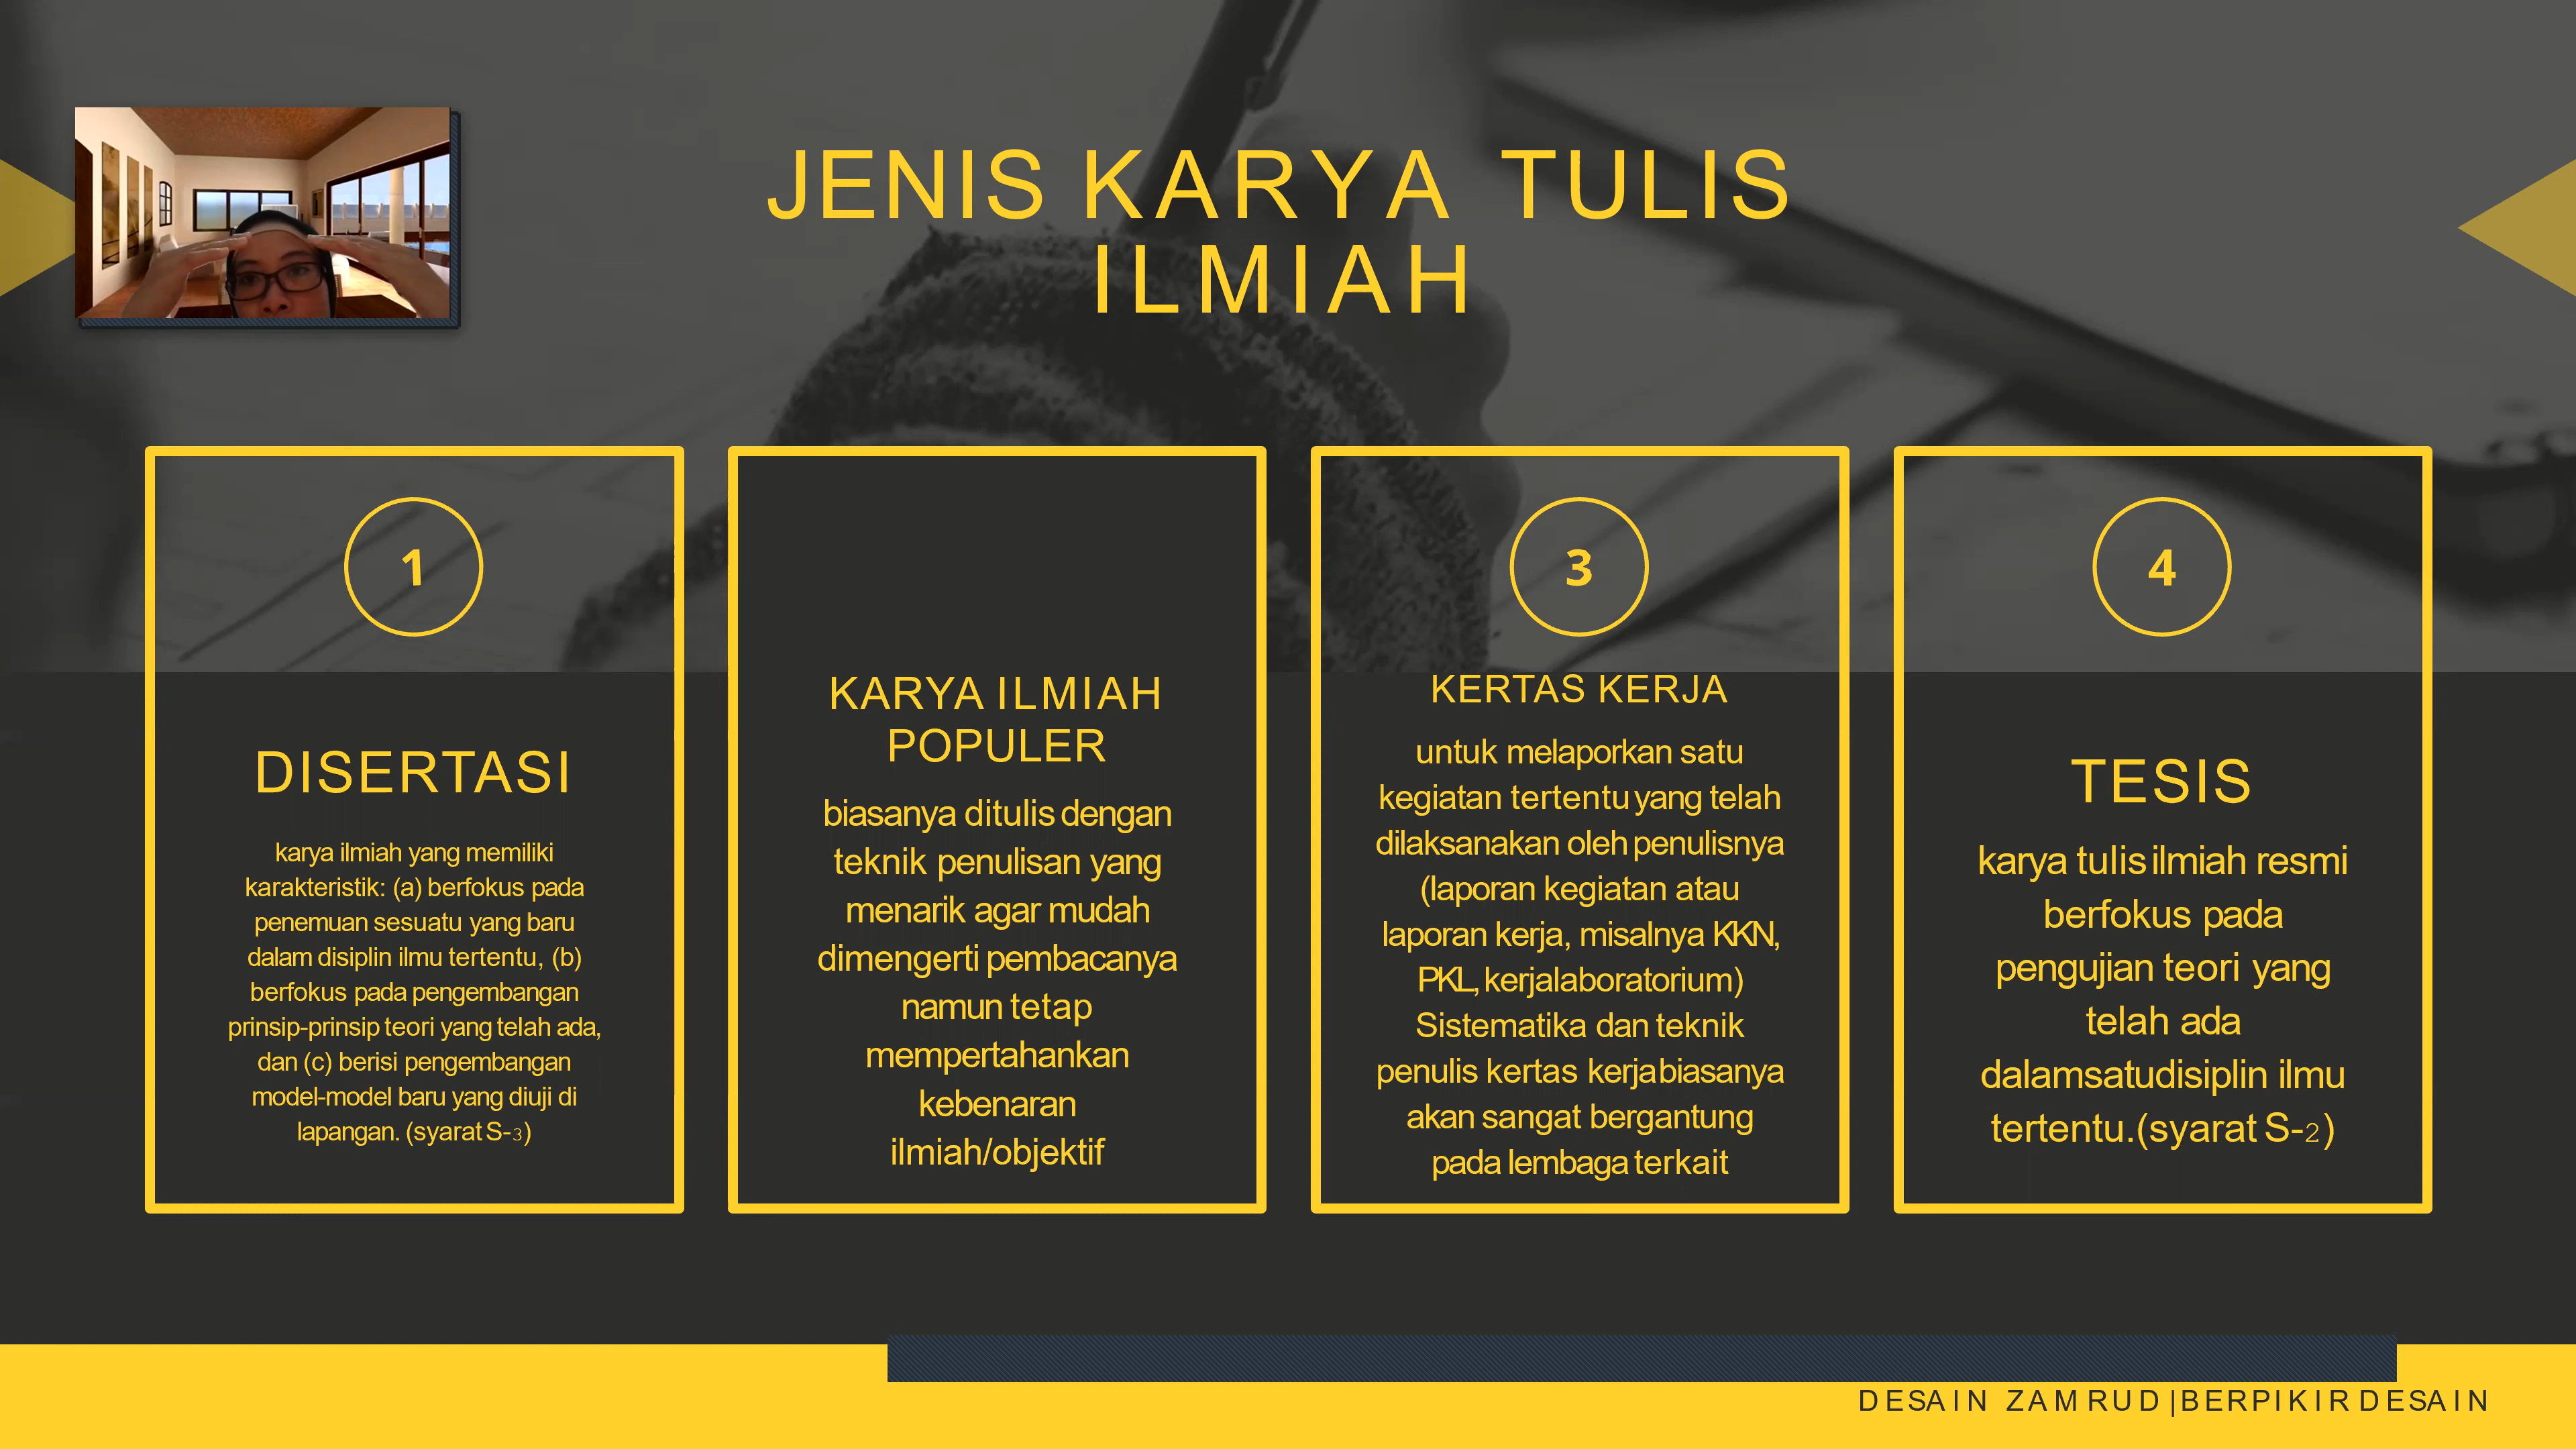 JENIS KARYA TULIS
ILMIAH
1
DISERTASI
karya ilmiah yang memiliki
karakteristik: (a) berfokus pada
penemuan sesuatu yang baru
dalam disiplin ilmu tertentu, (b)
berfokus pada pengembangan
prinsip-prinsip teori yang telah ada,
dan (c) berisi pengembangan
model-model baru yang diuji di
lapangan. (syarat S-3)
KARYA ILMIAH
POPULER
biasanya ditulis dengan
teknik penulisan yang
menarik agar mudah
dimengerti pembacanya
namun tetap
mempertahankan
kebenaran
ilmiah/objektif
3
KERTAS KERJA
untuk melaporkan satu
kegiatan tertentu yang telah
dilaksanakan oleh penulisnya
(laporan kegiatan atau
laporan kerja, misalnya KKN,
PKL, kerjalaboratorium)
Sistematika dan teknik
penulis kertas kerjabiasanya
akan sangat bergantung
pada lembaga terkait
4
TESIS
karya tulis ilmiah resmi
berfokus pada
pengujian teori yang
telah ada
dalamsatudisiplin ilmu
tertentu.(syarat S-2)
DESAIN ZAMRUD|BERPIKIR DESAIN